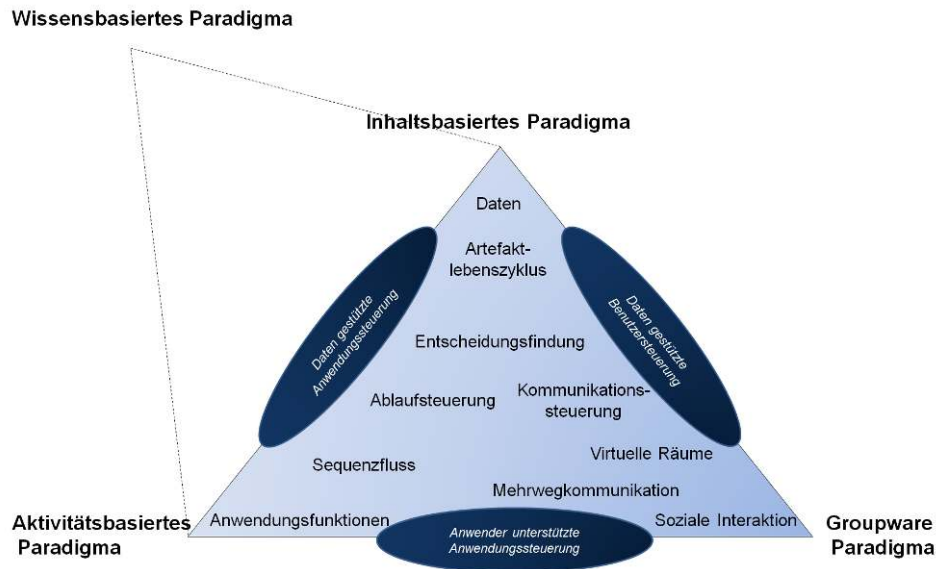 Wissensbasiertes Paradigma
Inhaltsbasiertes Paradigma
Daten
Artefakt-
lebenszyklus
Daten gestützte
Anwendungssteuerung
Daten gestützte
Benutzersteuerung
Entscheidungsfindung
Ablaufsteuerung
Kommunikations-
steuerung
Virtuelle Räume
Sequenzfluss
Mehrwegkommunikation
Aktivitätsbasiertes
Paradigma
Anwendungsfunktionen
Anwender unterstützte
Anwendungssteuerung
Soziale Interaktion
Groupware
Paradigma